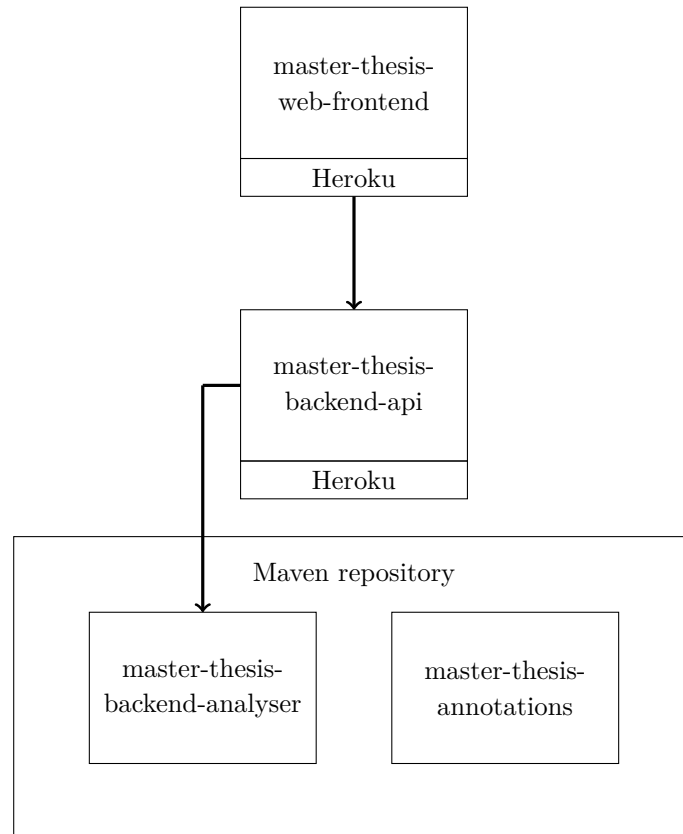 master-thesis-
web-frontend
Heroku
master-thesis-
backend-api
Heroku
Maven repository
master-thesis-
backend-analyser
master-thesis-
annotations